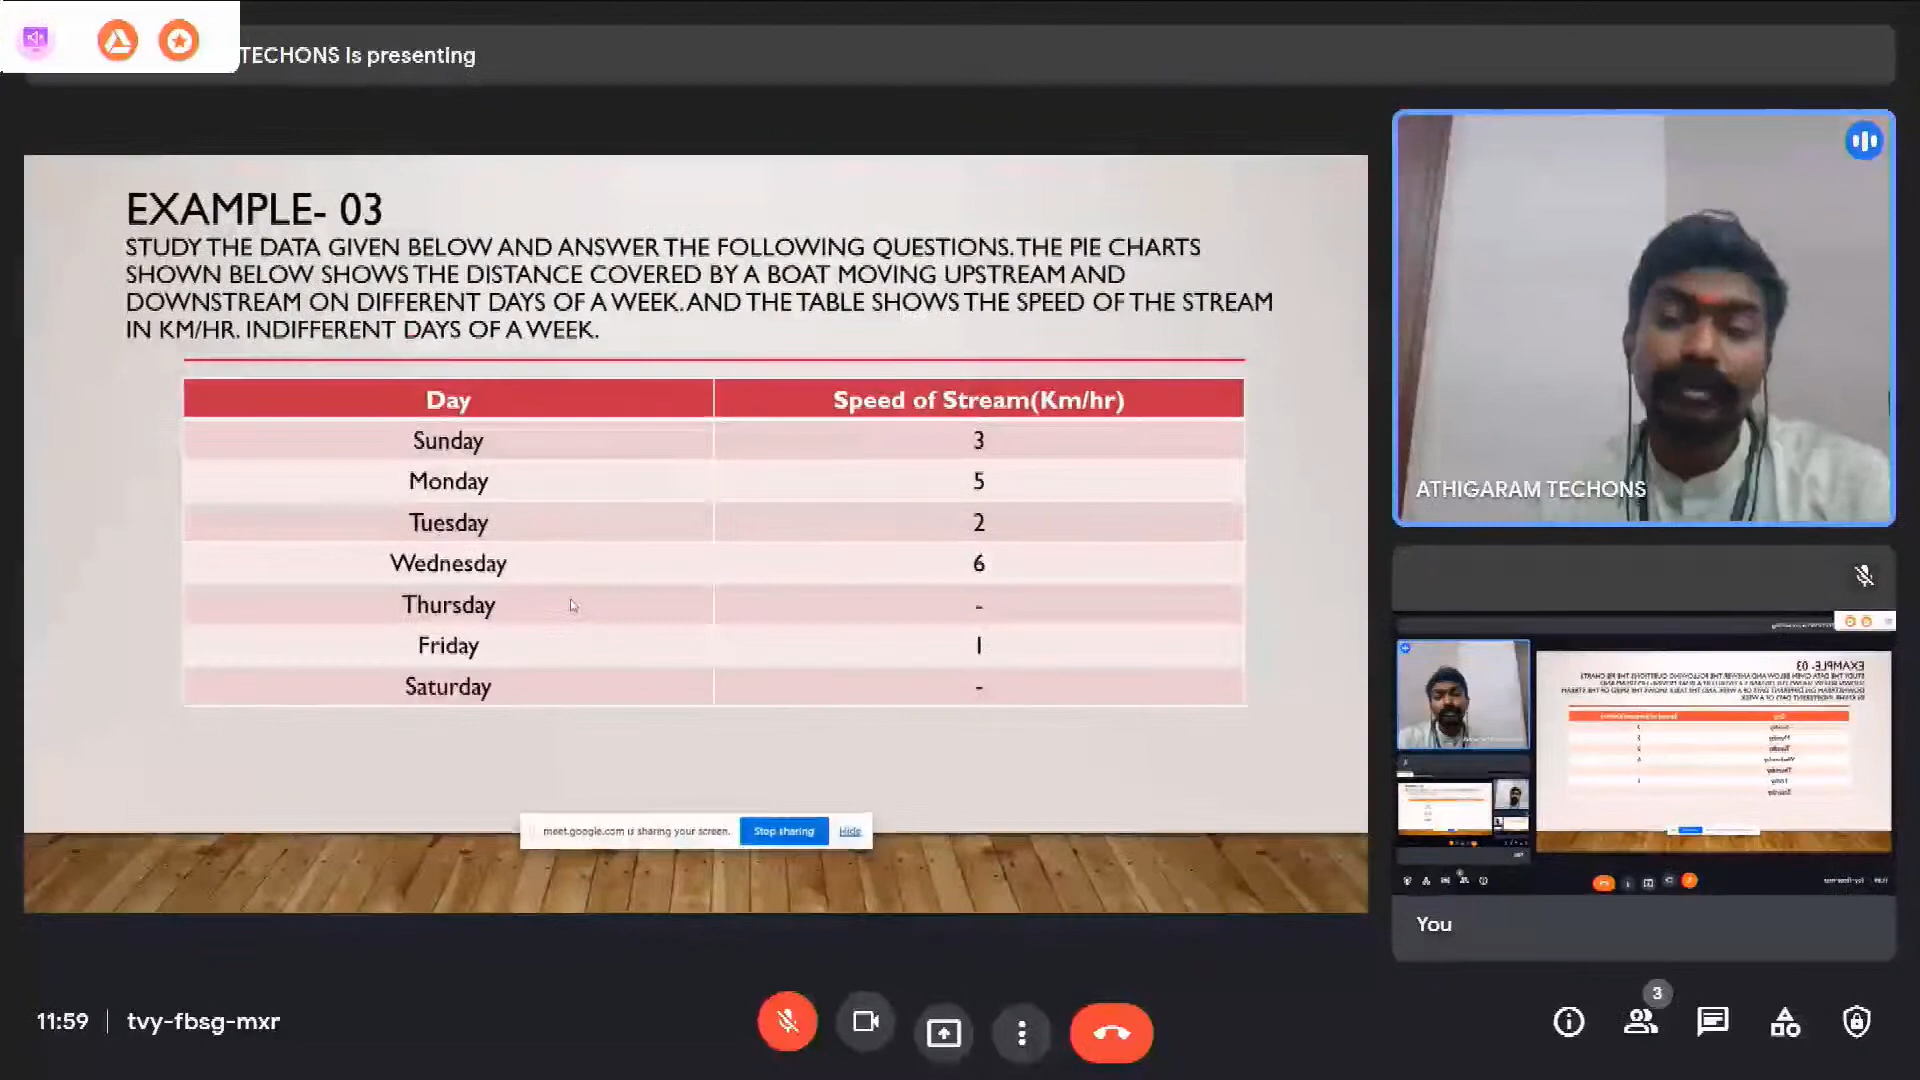 TECHONS Is presenting
EXAMPLE- 03
STUDY THE DATA GIVEN BELOW AND ANSWER THE FOLLOWING QUESTIONS. THE PIE CHARTS
SHOWN BELOW SHOWS THE DISTANCE COVERED BY A BOAT MOVING UPSTREAM AND
DOWNSTREAM ON DIFFERENT DAYS OF A WEEK. AND THE TABLE SHOWS THE SPEED OF THE STREAM
IN KM/HR. INDIFFERENT DAYS OF A WEEK.
Day Speed of Stream(Km/hr)
Sunday 3
Monday 5
Tuesday 2
Wednesday 6
Thursday -
Friday 1
Saturday -
meet.google.com is sharing your screen. Stop sharing Hide
ATHIGARAM TECHONS
You
11:59 | tvy-fbsg-mxr
3